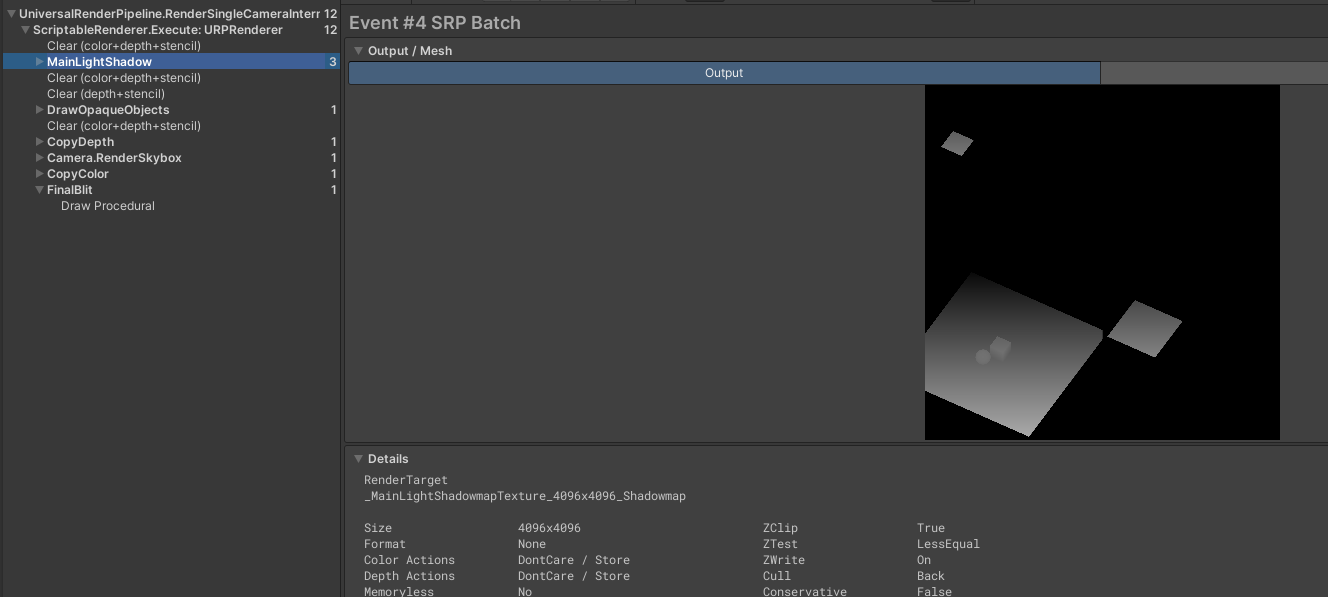 UniversalRenderPipeline.RenderSingleCameraInterr 12
ScriptableRenderer.Execute: URPRenderer 12
Clear (color+depth+stencil)
MainLightShadow 3
Clear (color+depth+stencil)
Clear (depth+stencil)
DrawOpaqueObjects 1
Clear (color+depth+stencil)
CopyDepth 1
Camera.RenderSkybox 1
CopyColor 1
FinalBlit 1
Draw Procedural
Event #4 SRP Batch
Output / Mesh
Output
Details
RenderTarget
_MainLightShadowmapTexture_4096x4096_Shadowmap
Size 4096x4096 ZClip True
Format None ZTest LessEqual
Color Actions DontCare / Store ZWrite On
Depth Actions DontCare / Store Cull Back
Memoryless No Conservative False